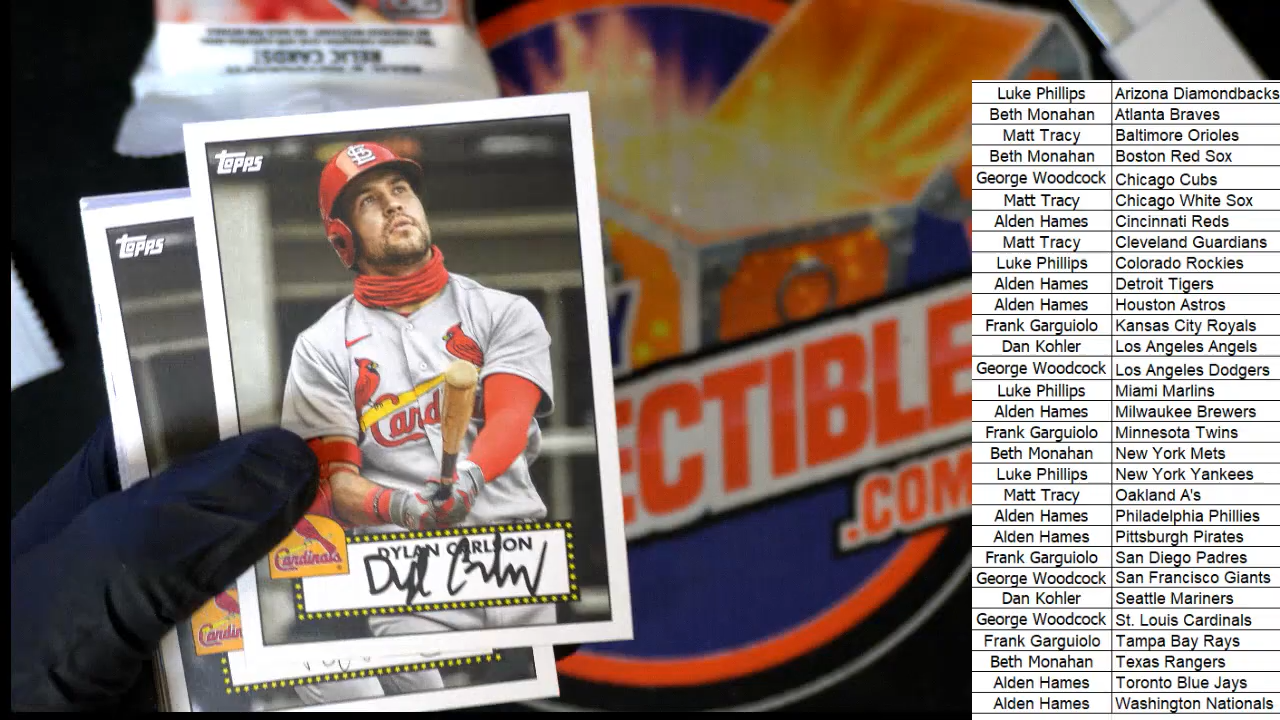 RELIC CARDS!
TOPPS
TOPPS
Cardinals
DYLAN CARLSON
ECTIBLE
.COM
Luke Phillips Arizona Diamondbacks
Beth Monahan Atlanta Braves
Matt Tracy Baltimore Orioles
Beth Monahan Boston Red Sox
George Woodcock Chicago Cubs
Matt Tracy Chicago White Sox
Alden Hames Cincinnati Reds
Matt Tracy Cleveland Guardians
Luke Phillips Colorado Rockies
Alden Hames Detroit Tigers
Alden Hames Houston Astros
Frank Garguiolo Kansas City Royals
Dan Kohler Los Angeles Angels
George Woodcock Los Angeles Dodgers
Luke Phillips Miami Marlins
Alden Hames Milwaukee Brewers
Frank Garguiolo Minnesota Twins
Beth Monahan New York Mets
Luke Phillips New York Yankees
Matt Tracy Oakland A's
Alden Hames Philadelphia Phillies
Alden Hames Pittsburgh Pirates
Frank Garguiolo San Diego Padres
George Woodcock San Francisco Giants
Dan Kohler Seattle Mariners
George Woodcock St. Louis Cardinals
Frank Garguiolo Tampa Bay Rays
Beth Monahan Texas Rangers
Alden Hames Toronto Blue Jays
Alden Hames Washington Nationals